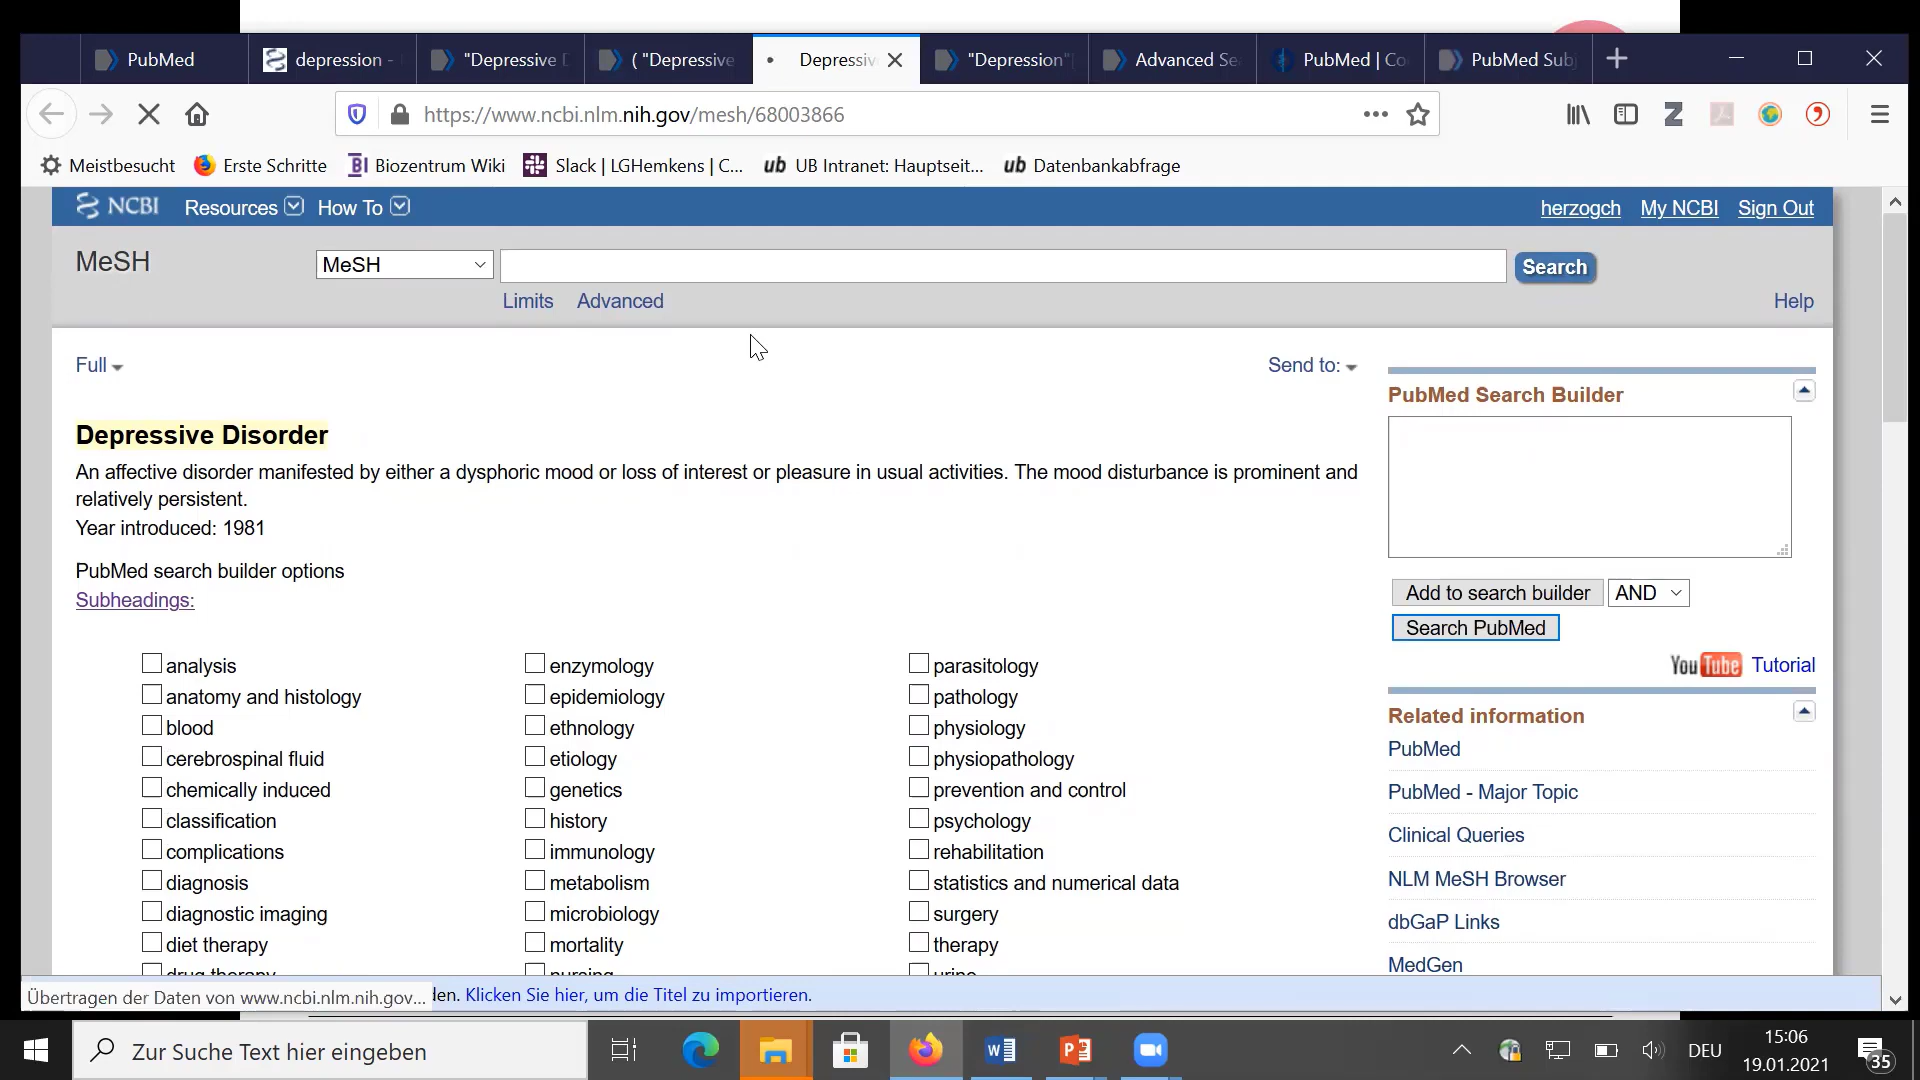 PubMed
depression -
"Depressive D
( "Depressive
Depressiv
"Depression"[
Advanced Se
PubMed | Co
PubMed Subj
https://www.ncbi.nlm.nih.gov/mesh/68003866
Meistbesucht
Erste Schritte
BI Biozentrum Wiki
Slack | LGHemkens | C...
ub UB Intranet: Hauptseit...
ub Datenbankabfrage
NCBI Resources How To
herzogch My NCBI Sign Out
MeSH
MeSH
Search
Limits Advanced
Help
Full
Send to:
Depressive Disorder
An affective disorder manifested by either a dysphoric mood or loss of interest or pleasure in usual activities. The mood disturbance is prominent and
relatively persistent.
Year introduced: 1981
PubMed search builder options
Subheadings:
analysis
anatomy and histology
blood
cerebrospinal fluid
chemically induced
classification
complications
diagnosis
diagnostic imaging
diet therapy
drug therapy
enzymology
epidemiology
ethnology
etiology
genetics
history
immunology
metabolism
microbiology
mortality
nursing
parasitology
pathology
physiology
physiopathology
prevention and control
psychology
rehabilitation
statistics and numerical data
surgery
therapy
urine
PubMed Search Builder
Add to search builder AND
Search PubMed
YouTube Tutorial
Related information
PubMed
PubMed - Major Topic
Clinical Queries
NLM MeSH Browser
dbGaP Links
MedGen
Übertragen der Daten von www.ncbi.nlm.nih.gov...
den. Klicken Sie hier, um die Titel zu importieren.
Zur Suche Text hier eingeben
DEU
15:06
19.01.2021
35